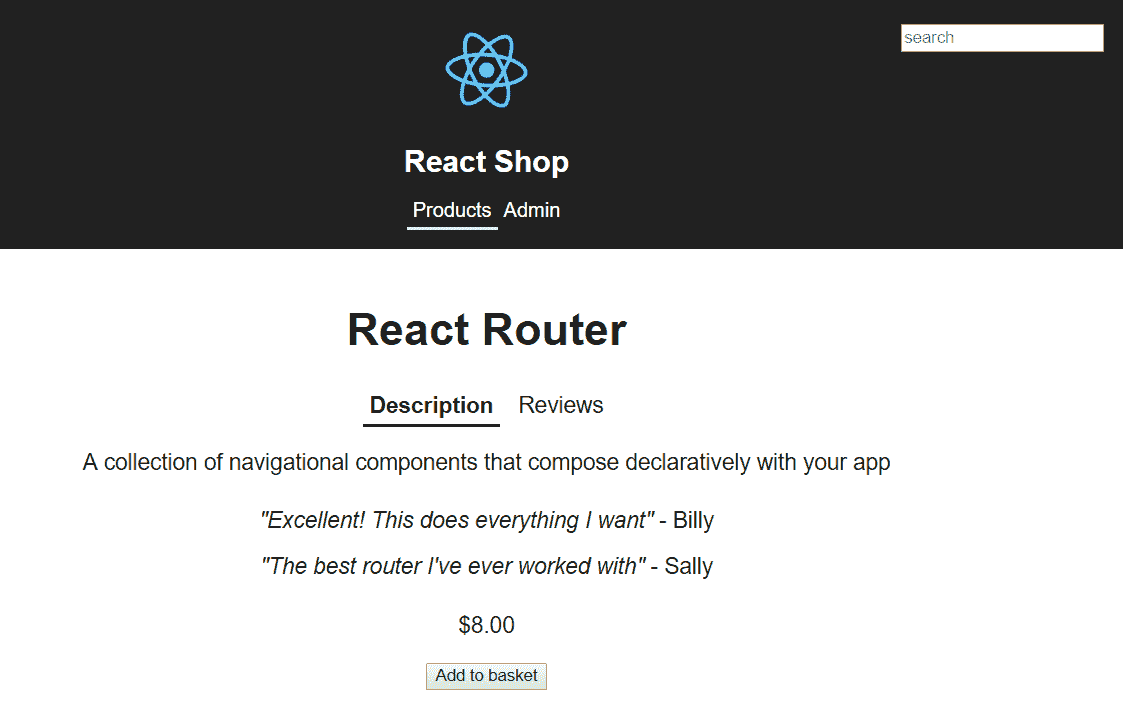 search
React Shop
Products Admin
React Router
Description Reviews
A collection of navigational components that compose declaratively with your app
"Excellent! This does everything I want" - Billy
"The best router I've ever worked with" - Sally
$8.00
Add to basket